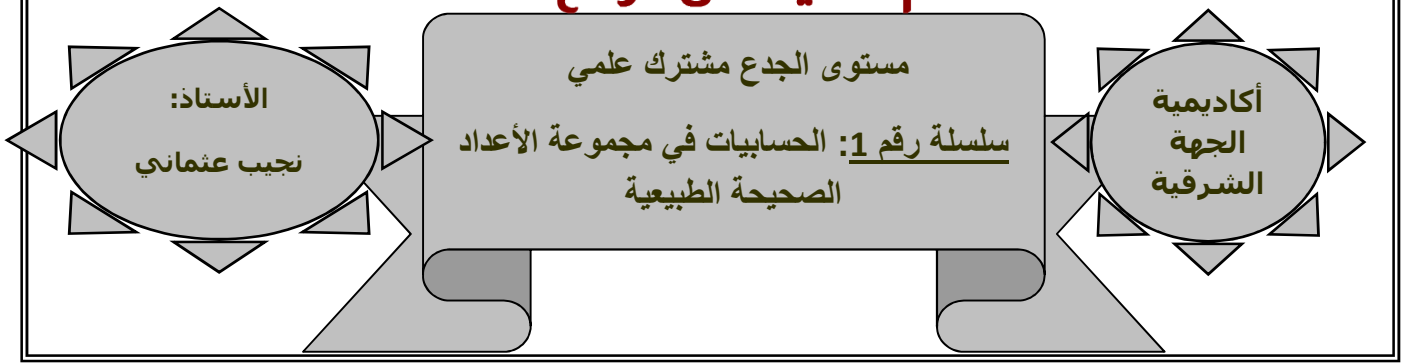 مستوى الجدع مشترك علمي
سلسلة رقم 1: الحسابيات في مجموعة الأعداد
الصحيحة الطبيعية
أكاديمية
الجهة
الشرقية
الأستاذ:
نجيب عثماني